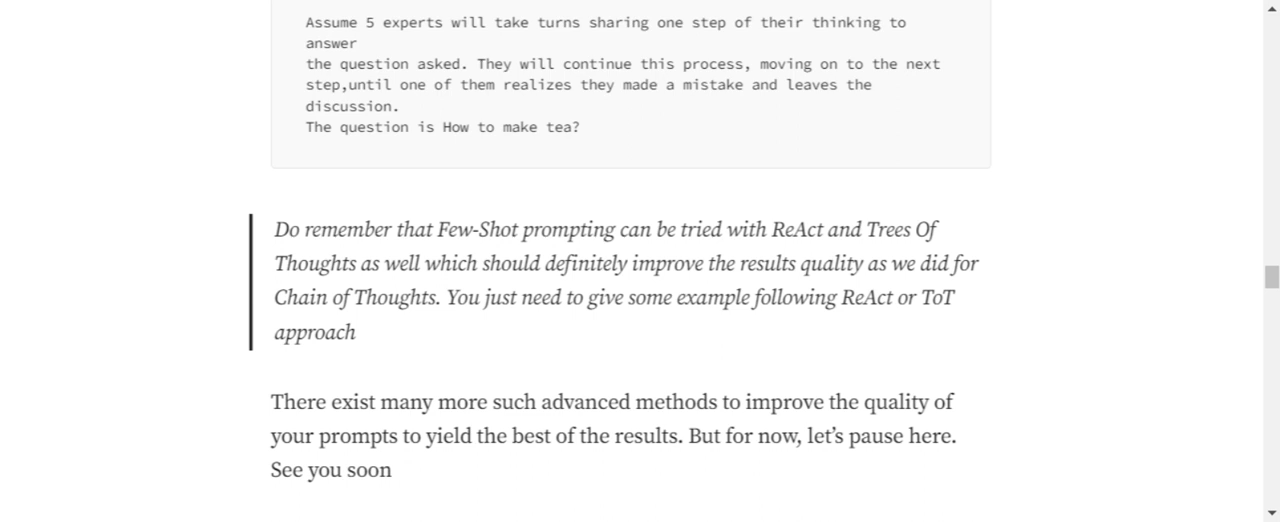 Assume 5 experts will take turns sharing one step of their thinking to
answer
the question asked. They will continue this process, moving on to the next
step,until one of them realizes they made a mistake and leaves the
discussion.
The question is How to make tea?
Do remember that Few-Shot prompting can be tried with ReAct and Trees Of
Thoughts as well which should definitely improve the results quality as we did for
Chain of Thoughts. You just need to give some example following ReAct or ToT
approach
There exist many more such advanced methods to improve the quality of
your prompts to yield the best of the results. But for now, let’s pause here.
See you soon